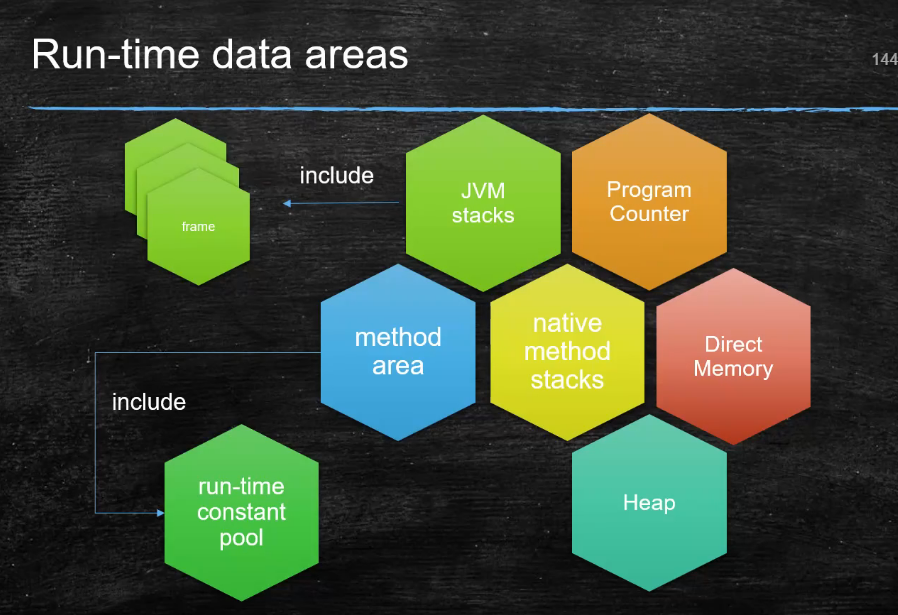 Run-time data areas
144
include
JVM
stacks
Program
Counter
frame
method
area
native
method
stacks
Direct
Memory
include
run-time
constant
pool
Heap